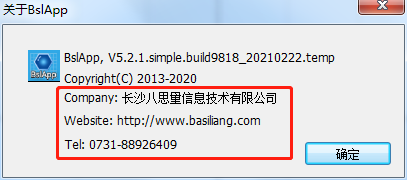 关于BslApp
BslApp
BslApp, V5.2.1.simple.build9818_20210222.temp
Copyright(C) 2013-2020
Company: 长沙八思量信息技术有限公司
Website: http://www.basiliang.com
Tel: 0731-88926409
确定